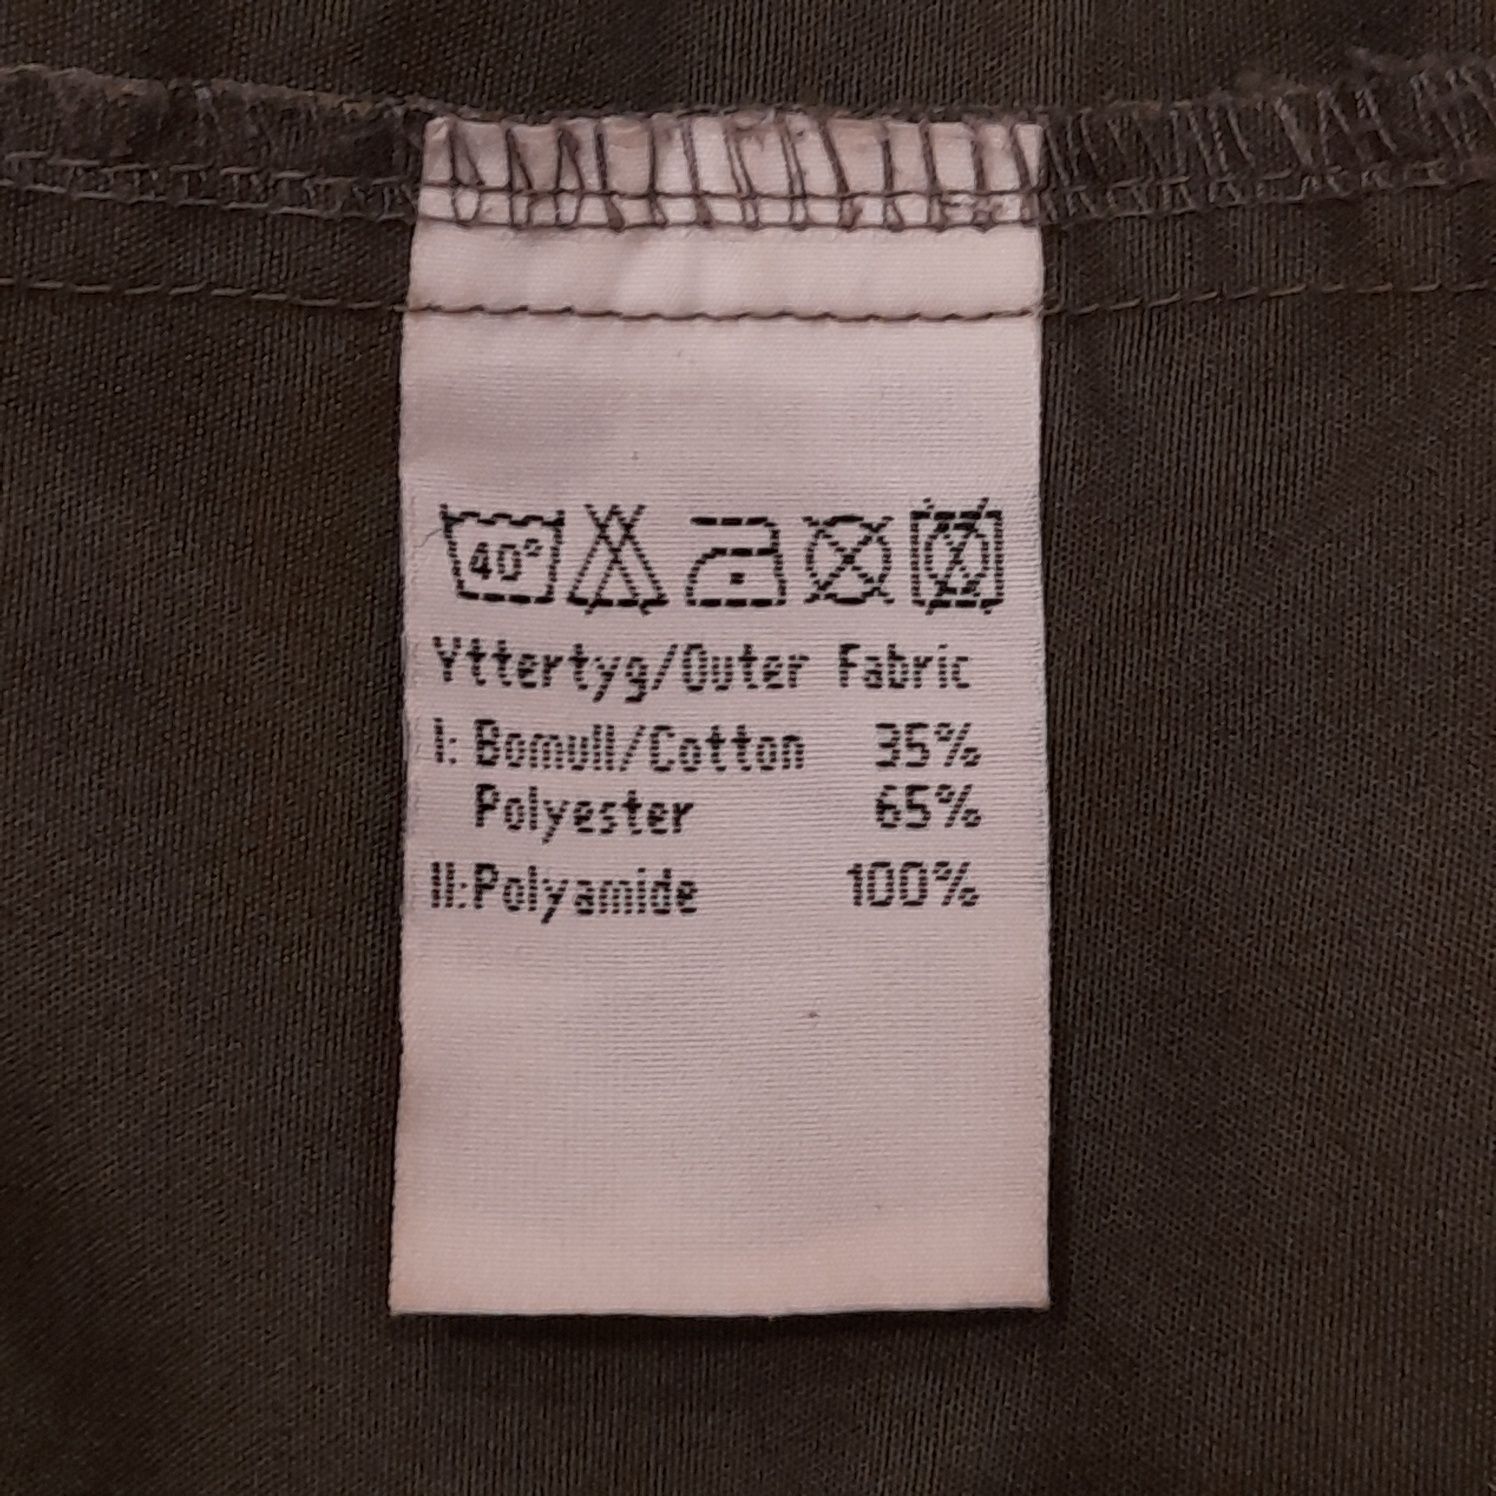 40°
Yttertyg/Outer Fabric
I: Bomull/Cotton 35%
Polyester 65%
II: Polyamide 100%